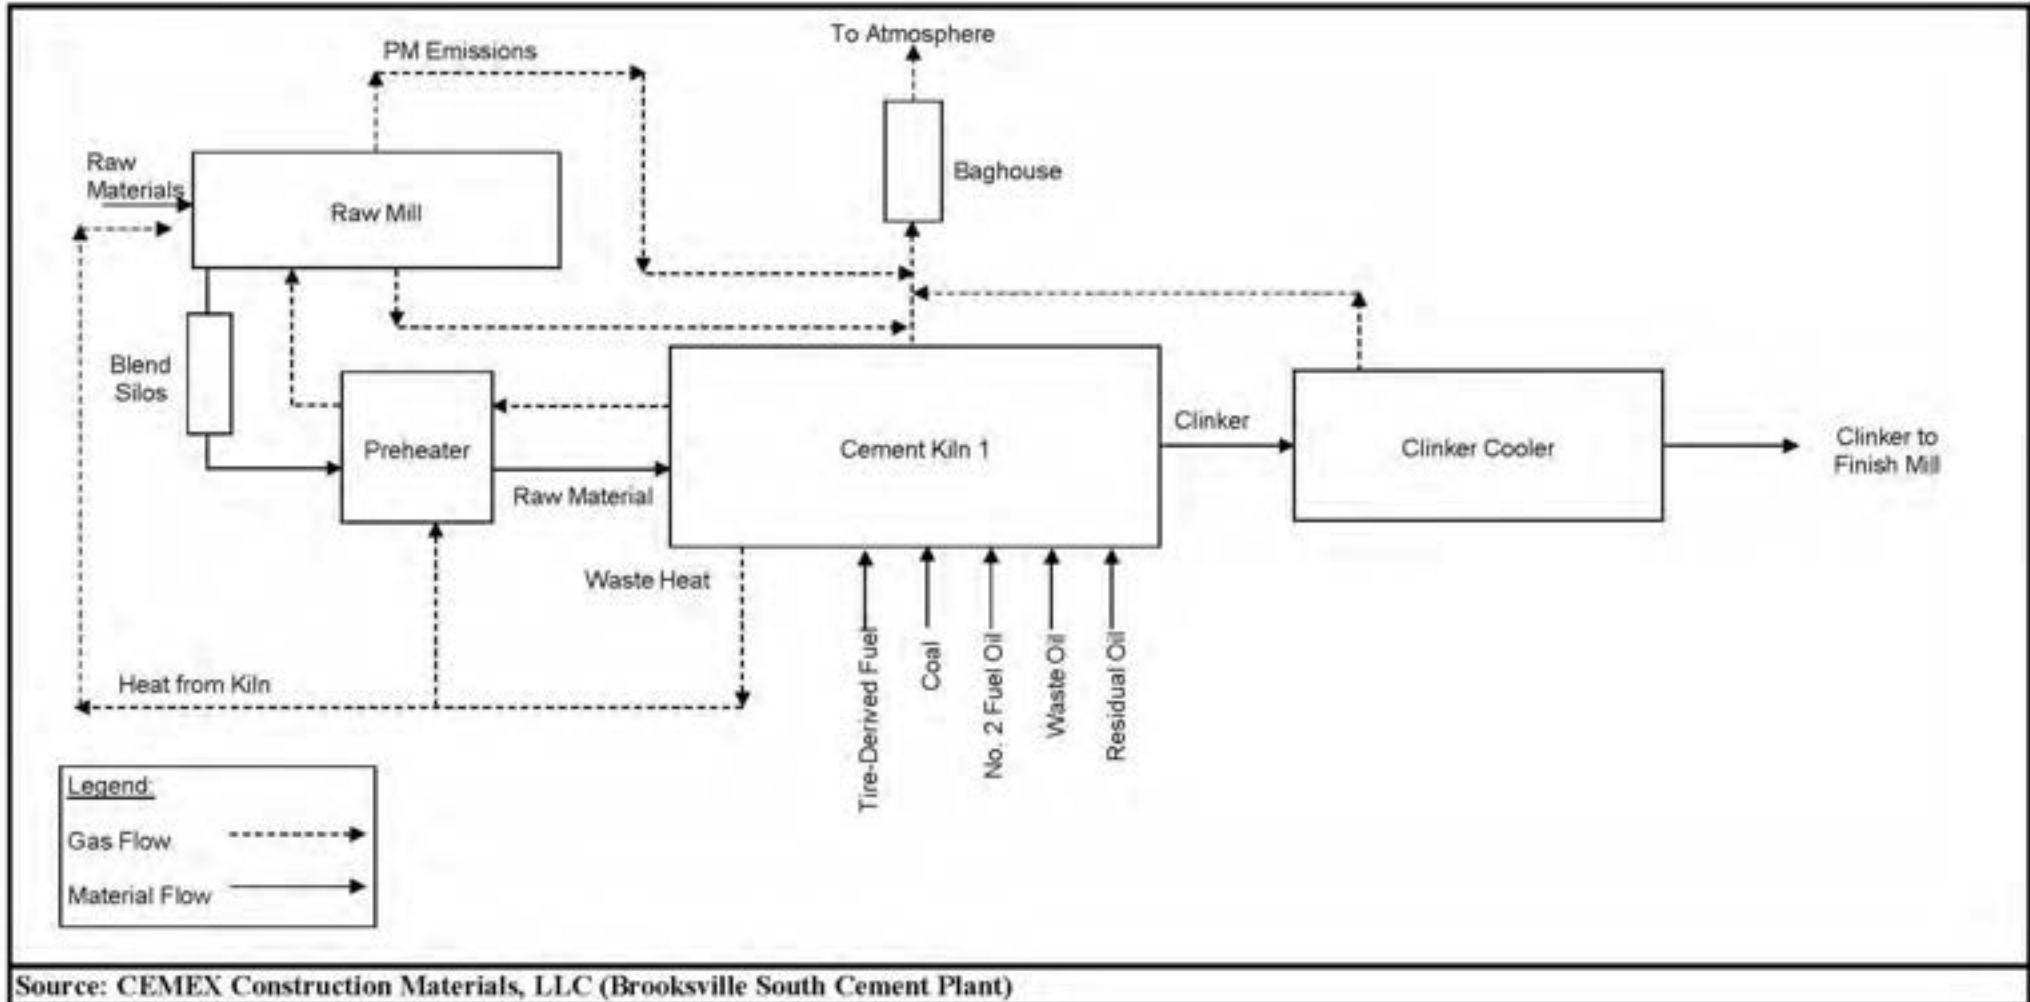 To Atmosphere
PM Emissions
Raw
Materials
Baghouse
Raw Mill
Blend
Silos
Preheater
Cement Kiln 1
Clinker
Clinker Cooler
Clinker to
Finish Mill
Raw Material
Waste Heat
Tire-Derived Fuel
Coal
No. 2 Fuel Oil
Waste Oil
Residual Oil
Heat from Kiln
Legend:
Gas Flow
Material Flow
Source: CEMEX Construction Materials, LLC (Brooksville South Cement Plant)